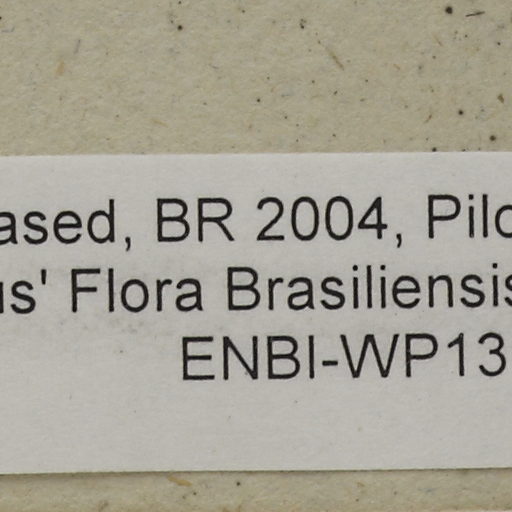 ased, BR 2004, Pilo
us' Flora Brasiliensis
ENBI-WP13